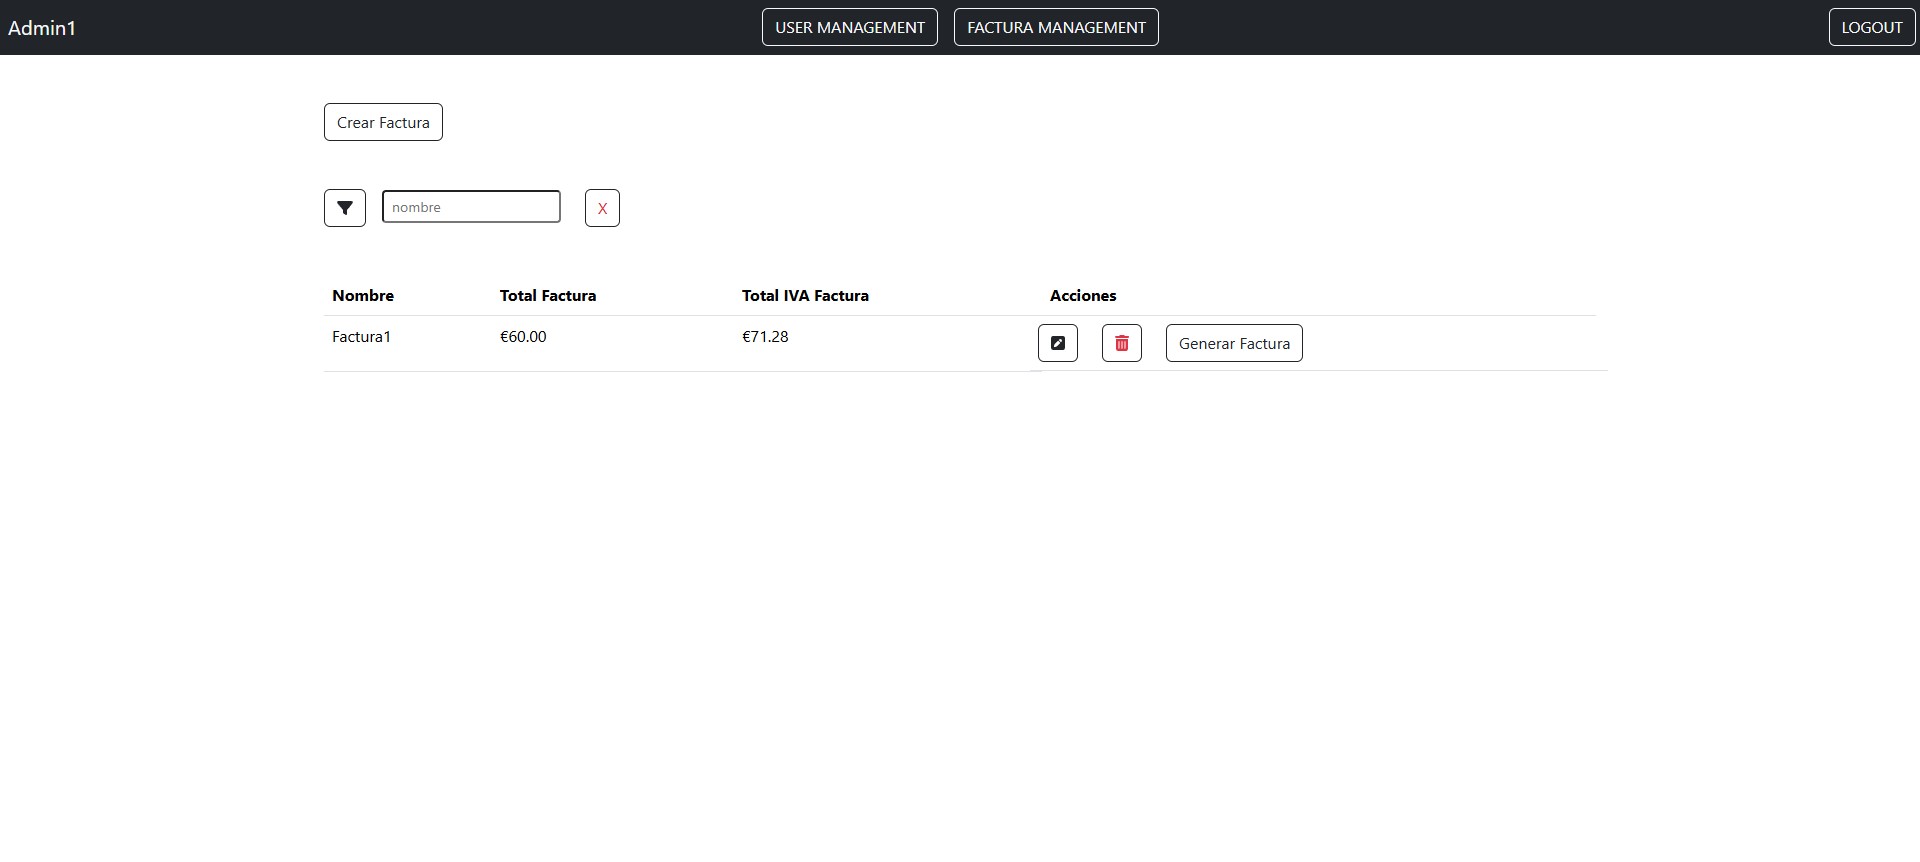 Admin1 USER MANAGEMENT FACTURA MANAGEMENT LOGOUT
Crear Factura
nombre X
Nombre Total Factura Total IVA Factura Acciones
Factura1 €60.00 €71.28 Generar Factura